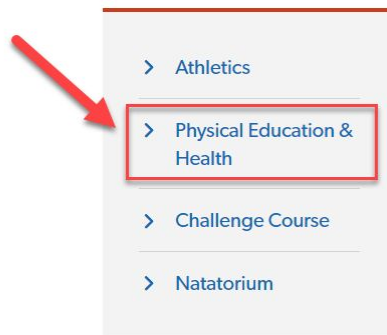 Athletics
Physical Education &
Health
Challenge Course
Natatorium